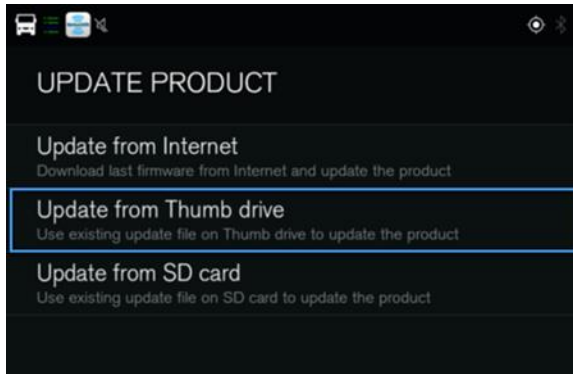 UPDATE PRODUCT
Update from Internet
Download last firmware from Internet and update the product
Update from Thumb drive
Use existing update file on Thumb drive to update the product
Update from SD card
Use existing update file on SD card to update the product